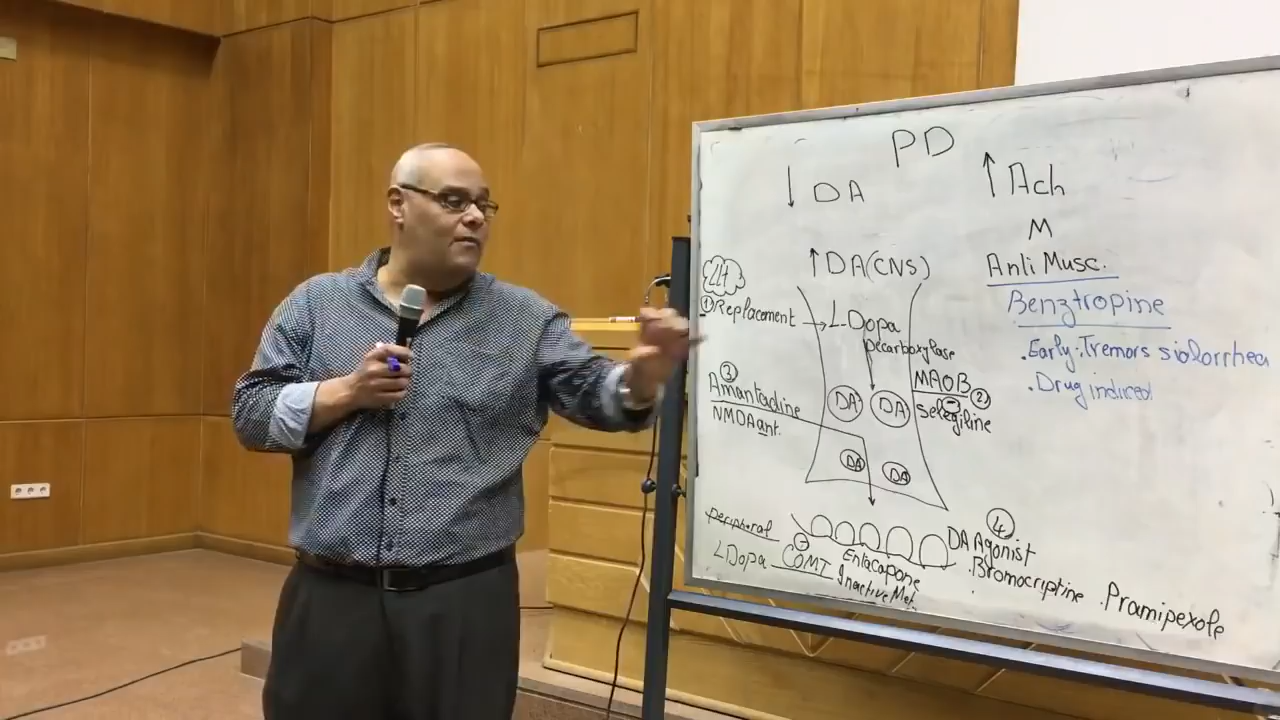 PD
↓ DA
↑ Ach
M
↑ DA (CNS)
Anti Musc.
Benztropine
.Early: Tremors sialorrhea
.Drug induced
① Replacement → L.Dopa
Decarboxylase
MAOB ②
Selegiline
③
Amantadine
NMDA ant.
DA DA
DA DA
peripheral
LDopa COMT
Entacapone
Inactive Met.
④
DA Agonist
.Bromocriptine .Pramipexole